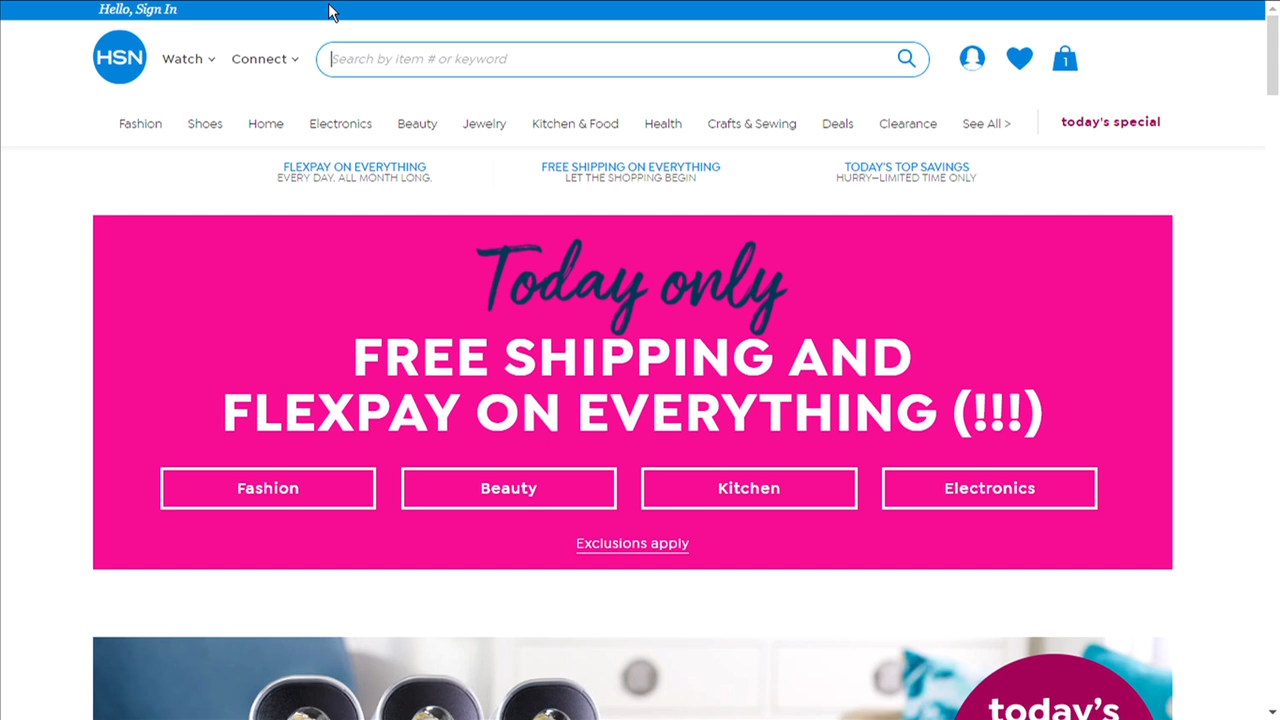 Hello, Sign In
HSN
Watch
Connect
Search by item # or keyword
1
Fashion
Shoes
Home
Electronics
Beauty
Jewelry
Kitchen & Food
Health
Crafts & Sewing
Deals
Clearance
See All >
today's special
FLEXPAY ON EVERYTHING
EVERY DAY. ALL MONTH LONG.
FREE SHIPPING ON EVERYTHING
LET THE SHOPPING BEGIN
TODAY'S TOP SAVINGS
HURRY—LIMITED TIME ONLY
Today only
FREE SHIPPING AND
FLEXPAY ON EVERYTHING (!!!)
Fashion
Beauty
Kitchen
Electronics
Exclusions apply
today's